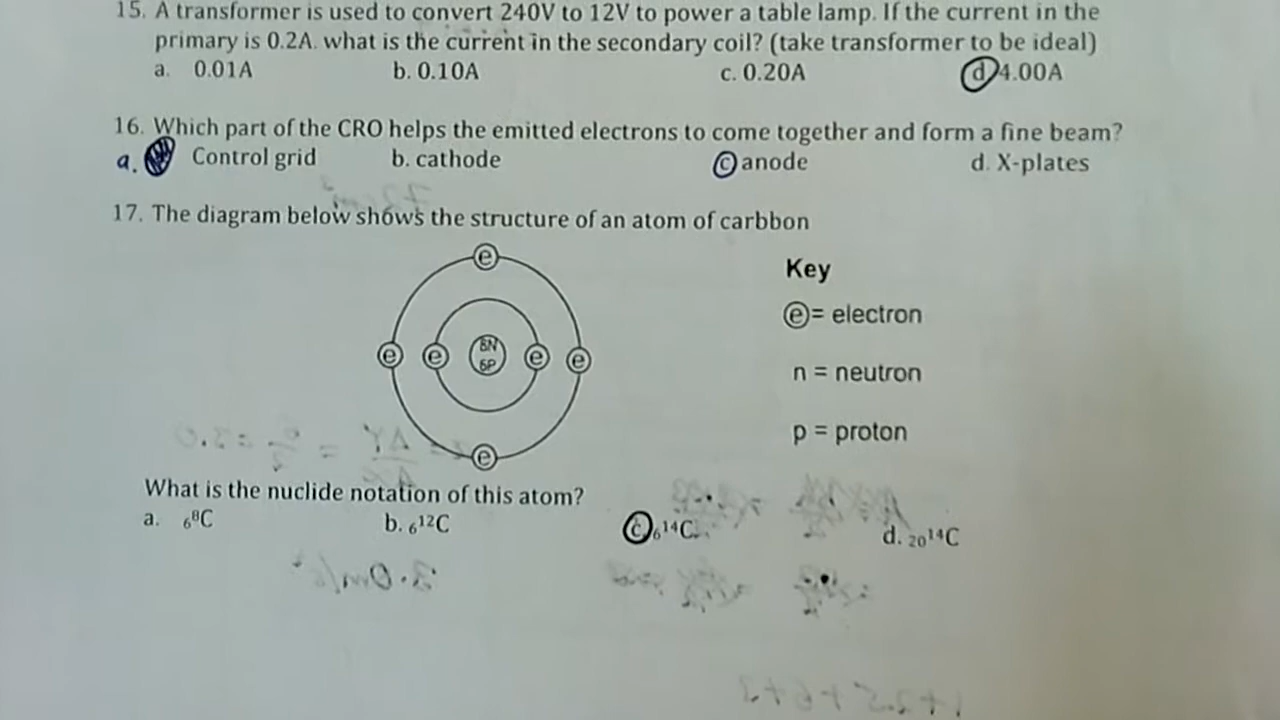 15. A transformer is used to convert 240V to 12V to power a table lamp. If the current in the
primary is 0.2A. what is the current in the secondary coil? (take transformer to be ideal)
a. 0.01A b. 0.10A c. 0.20A d 4.00A
16. Which part of the CRO helps the emitted electrons to come together and form a fine beam?
a. Control grid b. cathode c anode d. X-plates
17. The diagram below shows the structure of an atom of carbbon
e
Key
e = electron
e e 8N e e
6P
n = neutron
p = proton
e
What is the nuclide notation of this atom?
a. ₆⁸C b. ₆¹²C c ₆¹⁴C d. ₂₀¹⁴C